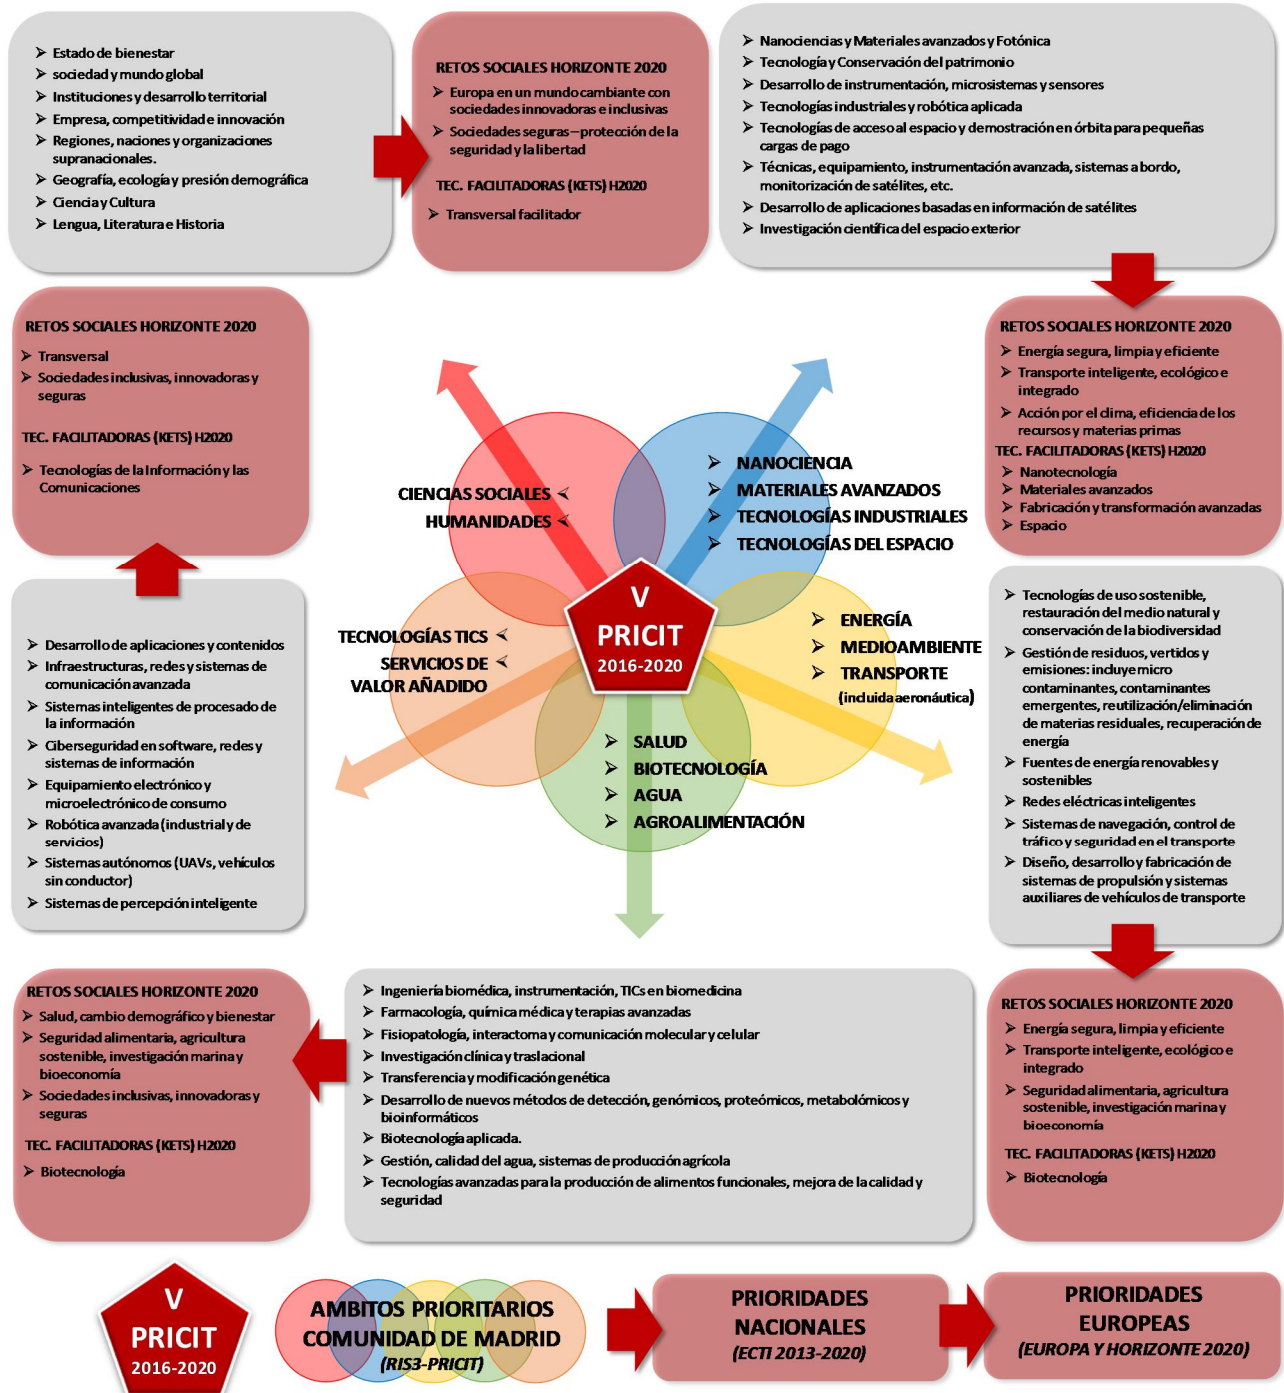 ➢ Estado de bienestar
➢ sociedad y mundo global
➢ Instituciones y desarrollo territorial
➢ Empresa, competitividad e innovación
➢ Regiones, naciones y organizaciones
supranacionales.
➢ Geografía, ecología y presión demográfica
➢ Ciencia y Cultura
➢ Lengua, Literatura e Historia
RETOS SOCIALES HORIZONTE 2020
➢ Europa en un mundo cambiante con
sociedades innovadoras e inclusivas
➢ Sociedades seguras – protección de la
seguridad y la libertad
TEC. FACILITADORAS (KETS) H2020
➢ Transversal facilitador
➢ Nanociencias y Materiales avanzados y Fotónica
➢ Tecnología y Conservación del patrimonio
➢ Desarrollo de instrumentación, microsistemas y sensores
➢ Tecnologías industriales y robótica aplicada
➢ Tecnologías de acceso al espacio y demostración en órbita para pequeñas
cargas de pago
➢ Técnicas, equipamiento, instrumentación avanzada, sistemas a bordo,
monitorización de satélites, etc.
➢ Desarrollo de aplicaciones basadas en información de satélites
➢ Investigación científica del espacio exterior
RETOS SOCIALES HORIZONTE 2020
➢ Transversal
➢ Sociedades inclusivas, innovadoras y
seguras
TEC. FACILITADORAS (KETS) H2020
➢ Tecnologías de la Información y las
Comunicaciones
RETOS SOCIALES HORIZONTE 2020
➢ Energía segura, limpia y eficiente
➢ Transporte inteligente, ecológico e
integrado
➢ Acción por el clima, eficiencia de los
recursos y materias primas
TEC. FACILITADORAS (KETS) H2020
➢ Nanotecnología
➢ Materiales avanzados
➢ Fabricación y transformación avanzadas
➢ Espacio
CIENCIAS SOCIALES
HUMANIDADES
➢ NANOCIENCIA
➢ MATERIALES AVANZADOS
➢ TECNOLOGÍAS INDUSTRIALES
➢ TECNOLOGÍAS DEL ESPACIO
V
PRICIT
2016-2020
TECNOLOGÍAS TICS
SERVICIOS DE
VALOR AÑADIDO
➢ ENERGÍA
➢ MEDIOAMBIENTE
➢ TRANSPORTE
(incluida aeronáutica)
➢ SALUD
➢ BIOTECNOLOGÍA
➢ AGUA
➢ AGROALIMENTACIÓN
➢ Desarrollo de aplicaciones y contenidos
➢ Infraestructuras, redes y sistemas de
comunicación avanzada
➢ Sistemas inteligentes de procesado de
la información
➢ Ciberseguridad en software, redes y
sistemas de información
➢ Equipamiento electrónico y
microelectrónico de consumo
➢ Robótica avanzada (industrial y de
servicios)
➢ Sistemas autónomos (UAVs, vehículos
sin conductor)
➢ Sistemas de percepción inteligente
➢ Tecnologías de uso sostenible,
restauración del medio natural y
conservación de la biodiversidad
➢ Gestión de residuos, vertidos y
emisiones: incluye micro
contaminantes, contaminantes
emergentes, reutilización/eliminación
de materias residuales, recuperación de
energía
➢ Fuentes de energía renovables y
sostenibles
➢ Redes eléctricas inteligentes
➢ Sistemas de navegación, control de
tráfico y seguridad en el transporte
➢ Diseño, desarrollo y fabricación de
sistemas de propulsión y sistemas
auxiliares de vehículos de transporte
RETOS SOCIALES HORIZONTE 2020
➢ Salud, cambio demográfico y bienestar
➢ Seguridad alimentaria, agricultura
sostenible, investigación marina y
bioeconomía
➢ Sociedades inclusivas, innovadoras y
seguras
TEC. FACILITADORAS (KETS) H2020
➢ Biotecnología
➢ Ingeniería biomédica, instrumentación, TICs en biomedicina
➢ Farmacología, química médica y terapias avanzadas
➢ Fisiopatología, interactoma y comunicación molecular y celular
➢ Investigación clínica y traslacional
➢ Transferencia y modificación genética
➢ Desarrollo de nuevos métodos de detección, genómicos, proteómicos, metabolómicos y
bioinformáticos
➢ Biotecnología aplicada.
➢ Gestión, calidad del agua, sistemas de producción agrícola
➢ Tecnologías avanzadas para la producción de alimentos funcionales, mejora de la calidad y
seguridad
RETOS SOCIALES HORIZONTE 2020
➢ Energía segura, limpia y eficiente
➢ Transporte inteligente, ecológico e
integrado
➢ Seguridad alimentaria, agricultura
sostenible, investigación marina y
bioeconomía
TEC. FACILITADORAS (KETS) H2020
➢ Biotecnología
V
PRICIT
2016-2020
AMBITOS PRIORITARIOS
COMUNIDAD DE MADRID
(RIS3-PRICIT)
PRIORIDADES
NACIONALES
(ECTI 2013-2020)
PRIORIDADES
EUROPEAS
(EUROPA Y HORIZONTE 2020)